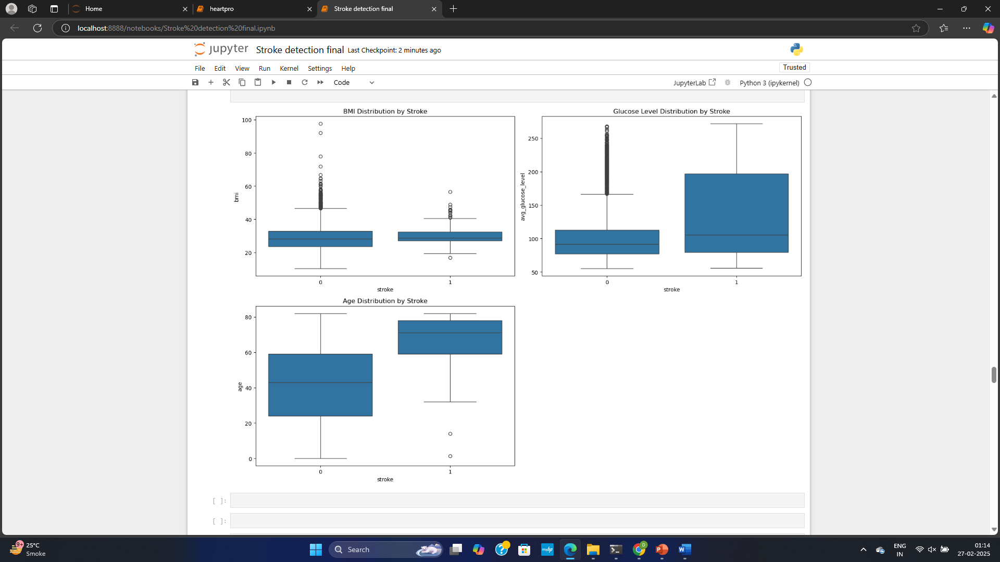 Home
heartpro
Stroke detection final
localhost:8888/notebooks/Stroke%20detection%20final.ipynb
jupyter Stroke detection final Last Checkpoint: 2 minutes ago
File Edit View Run Kernel Settings Help
Trusted
Code
JupyterLab
Python 3 (ipykernel)
BMI Distribution by Stroke
100
80
60
40
20
bmi
0 1
stroke
Glucose Level Distribution by Stroke
250
200
150
100
50
avg_glucose_level
0 1
stroke
Age Distribution by Stroke
80
60
40
20
0
age
0 1
stroke
[ ]:
[ ]:
9+
25°C
Smoke
Search
myhp
D
P
W
ENG
IN
01:14
27-02-2025